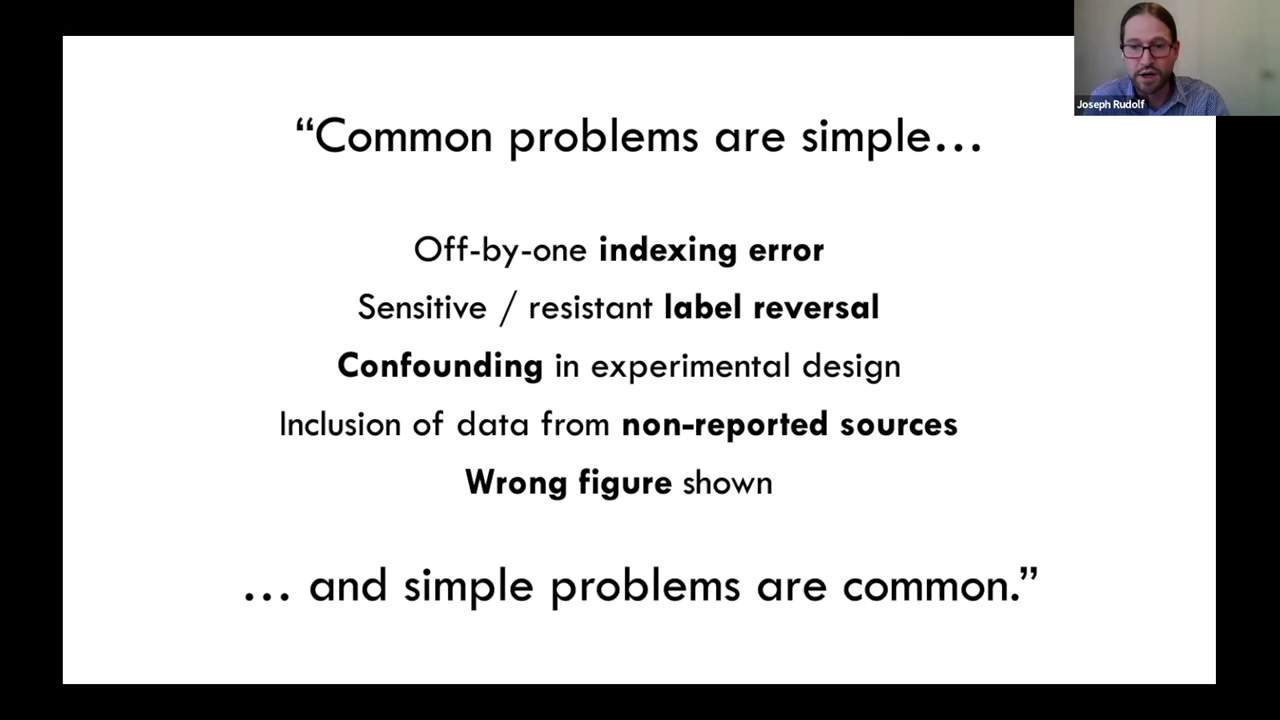 Joseph Rudolf
“Common problems are simple…
Off-by-one indexing error
Sensitive / resistant label reversal
Confounding in experimental design
Inclusion of data from non-reported sources
Wrong figure shown
… and simple problems are common.”